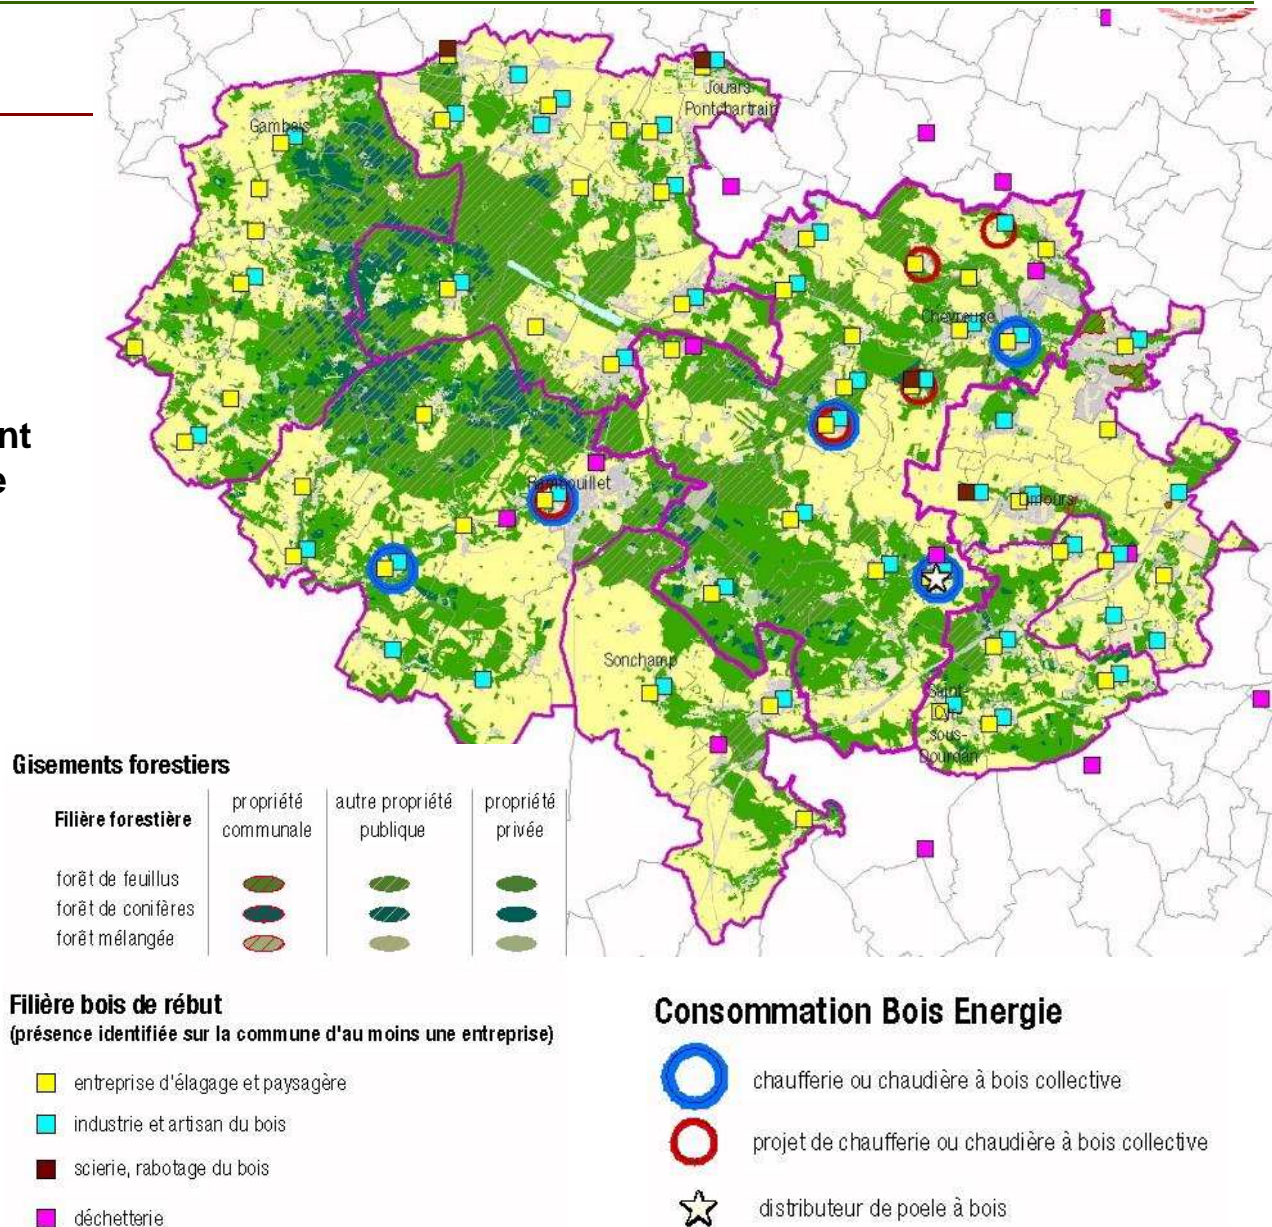 Jouars
Pontchartrain
Gambais
Chevreuse
nt
e
Rambouillet
Limours
Sonchamp
Saint-
Cyr-
sous-
Dourdan
Gisements forestiers
Filière forestière
propriété
communale
autre propriété
publique
propriété
privée
forêt de feuillus
forêt de conifères
forêt mélangée
Filière bois de rébut
(présence identifiée sur la commune d'au moins une entreprise)
entreprise d'élagage et paysagère
industrie et artisan du bois
scierie, rabotage du bois
déchetterie
Consommation Bois Energie
chaufferie ou chaudière à bois collective
projet de chaufferie ou chaudière à bois collective
distributeur de poele à bois